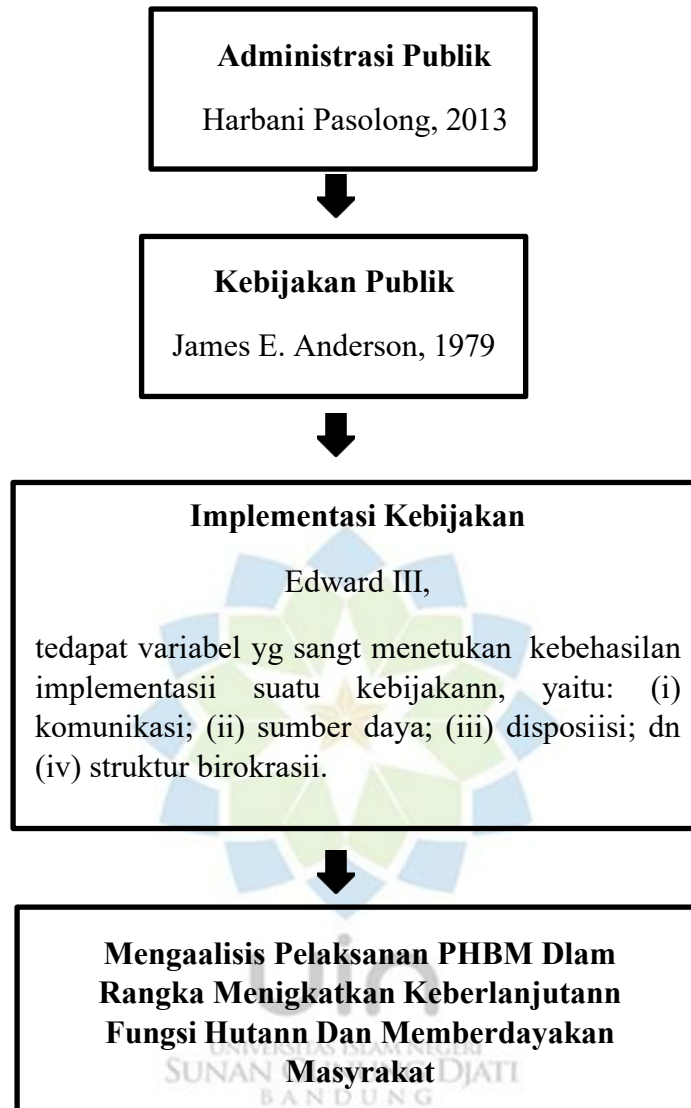 Administrasi Publik
Harbani Pasolong, 2013
Kebijakan Publik
James E. Anderson, 1979
Implementasi Kebijakan
Edward III,
tedapat variabel yg sangt menetukan kebehasilan
implementasii suatu kebijakann, yaitu: (i)
komunikasi; (ii) sumber daya; (iii) disposiisi; dn
(iv) struktur birokrasii.
Mengaalisis Pelaksanan PHBM Dlam
Rangka Menigkatkan Keberlanjutann
Fungsi Hutann Dan Memberdayakan
Masyrakat
uin
UNIVERSITAS ISLAM NEGERI
SUNAN GUNUNG DJATI
BANDUNG